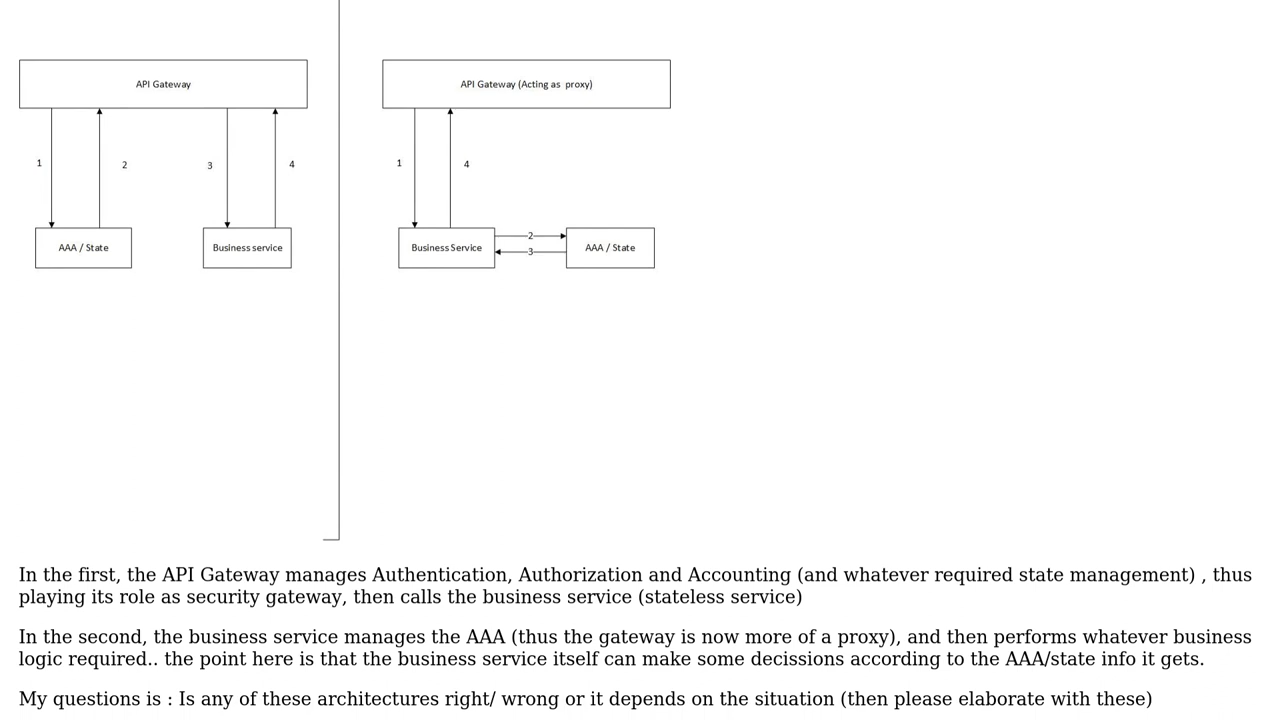 API Gateway
1
2
3
4
AAA / State
Business service
API Gateway (Acting as proxy)
1
4
Business Service
2
3
AAA / State
In the first, the API Gateway manages Authentication, Authorization and Accounting (and whatever required state management) , thus
playing its role as security gateway, then calls the business service (stateless service)
In the second, the business service manages the AAA (thus the gateway is now more of a proxy), and then performs whatever business
logic required.. the point here is that the business service itself can make some decissions according to the AAA/state info it gets.
My questions is : Is any of these architectures right/ wrong or it depends on the situation (then please elaborate with these)